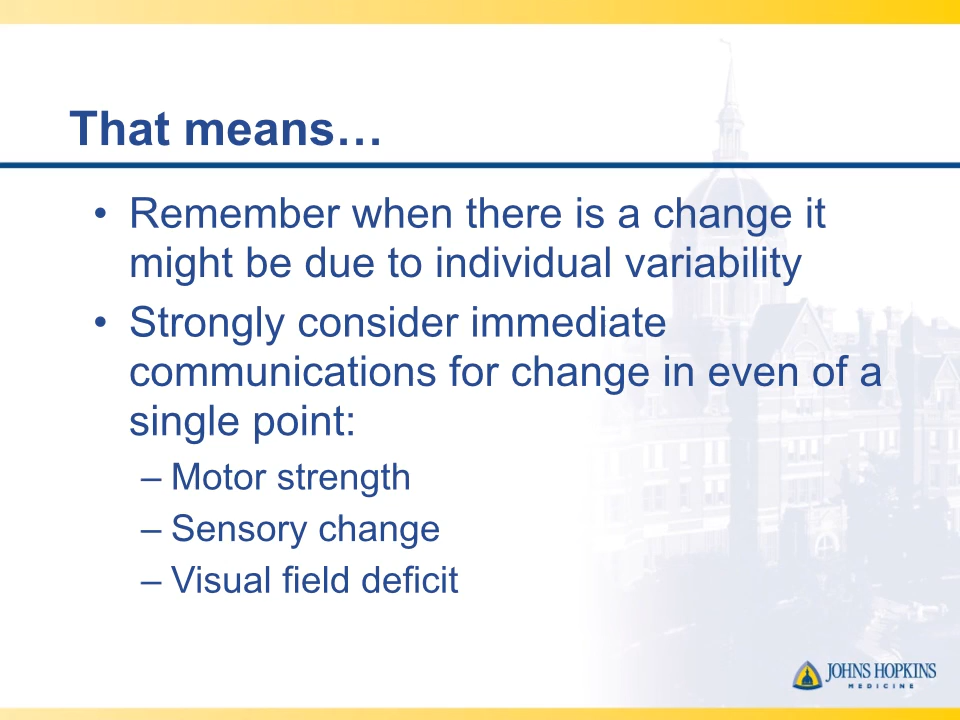 That means…
• Remember when there is a change it
might be due to individual variability
• Strongly consider immediate
communications for change in even of a
single point:
– Motor strength
– Sensory change
– Visual field deficit
JOHNS HOPKINS
MEDICINE